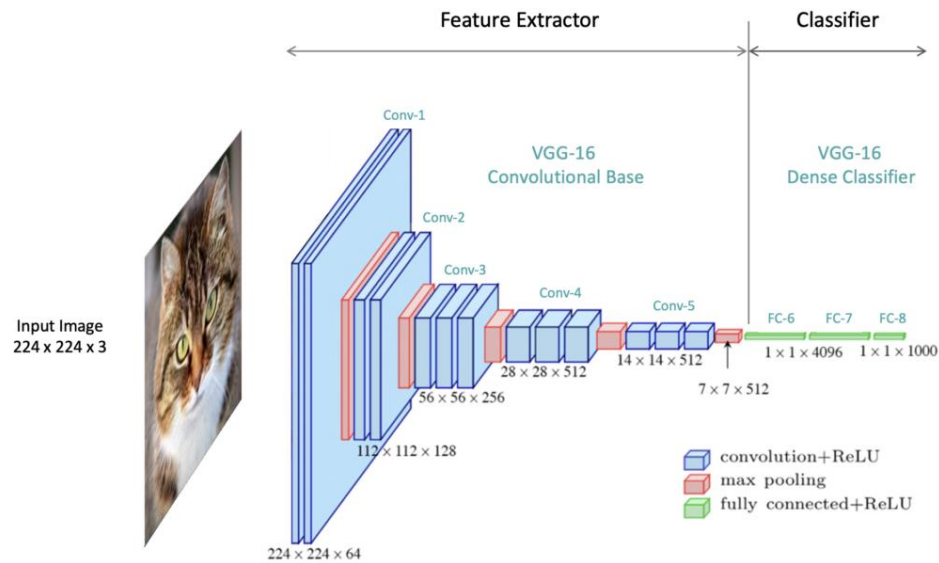 Feature Extractor
Classifier
Conv-1
VGG-16
Convolutional Base
VGG-16
Dense Classifier
Conv-2
Conv-3
Conv-4
Conv-5
FC-6
FC-7
FC-8
Input Image
224 x 224 x 3
1 × 1 × 4096
1 × 1 × 1000
14 × 14 × 512
28 × 28 × 512
7 × 7 × 512
56 × 56 × 256
112 × 112 × 128
224 × 224 × 64
convolution+ReLU
max pooling
fully connected+ReLU